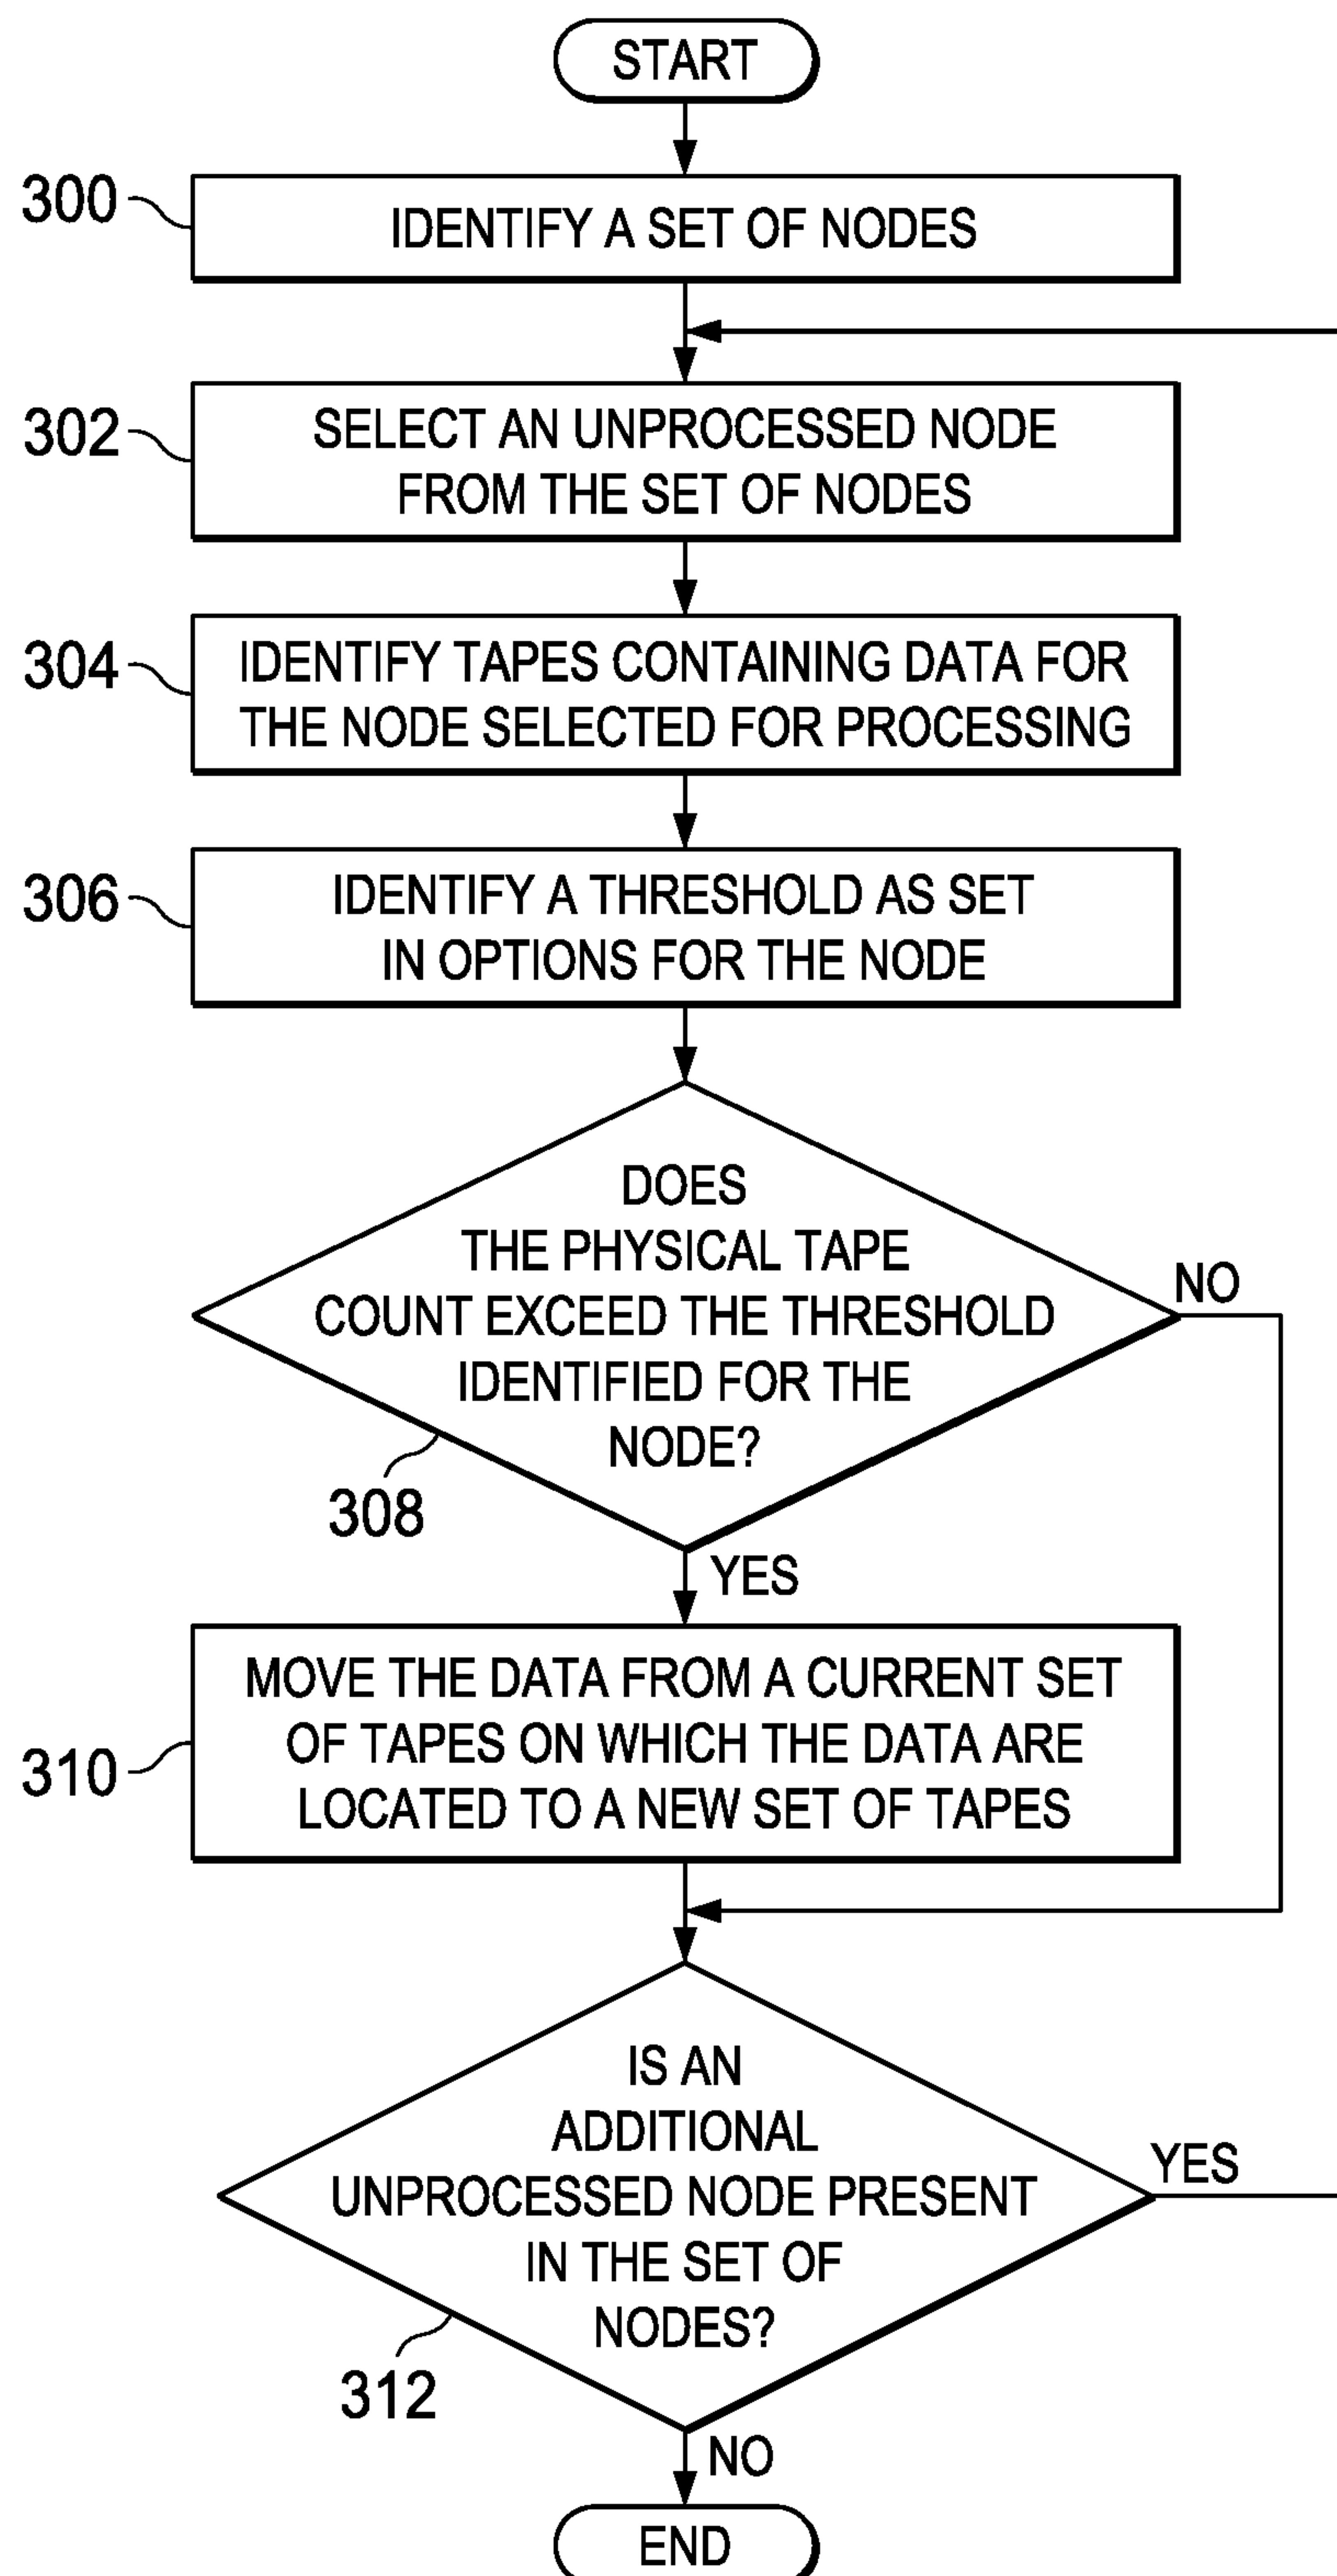 START
300
IDENTIFY A SET OF NODES
302
SELECT AN UNPROCESSED NODE
FROM THE SET OF NODES
304
IDENTIFY TAPES CONTAINING DATA FOR
THE NODE SELECTED FOR PROCESSING
306
IDENTIFY A THRESHOLD AS SET
IN OPTIONS FOR THE NODE
DOES
THE PHYSICAL TAPE
COUNT EXCEED THE THRESHOLD
IDENTIFIED FOR THE
NODE?
NO
308
YES
310
MOVE THE DATA FROM A CURRENT SET
OF TAPES ON WHICH THE DATA ARE
LOCATED TO A NEW SET OF TAPES
IS AN
ADDITIONAL
UNPROCESSED NODE PRESENT
IN THE SET OF
NODES?
YES
312
NO
END